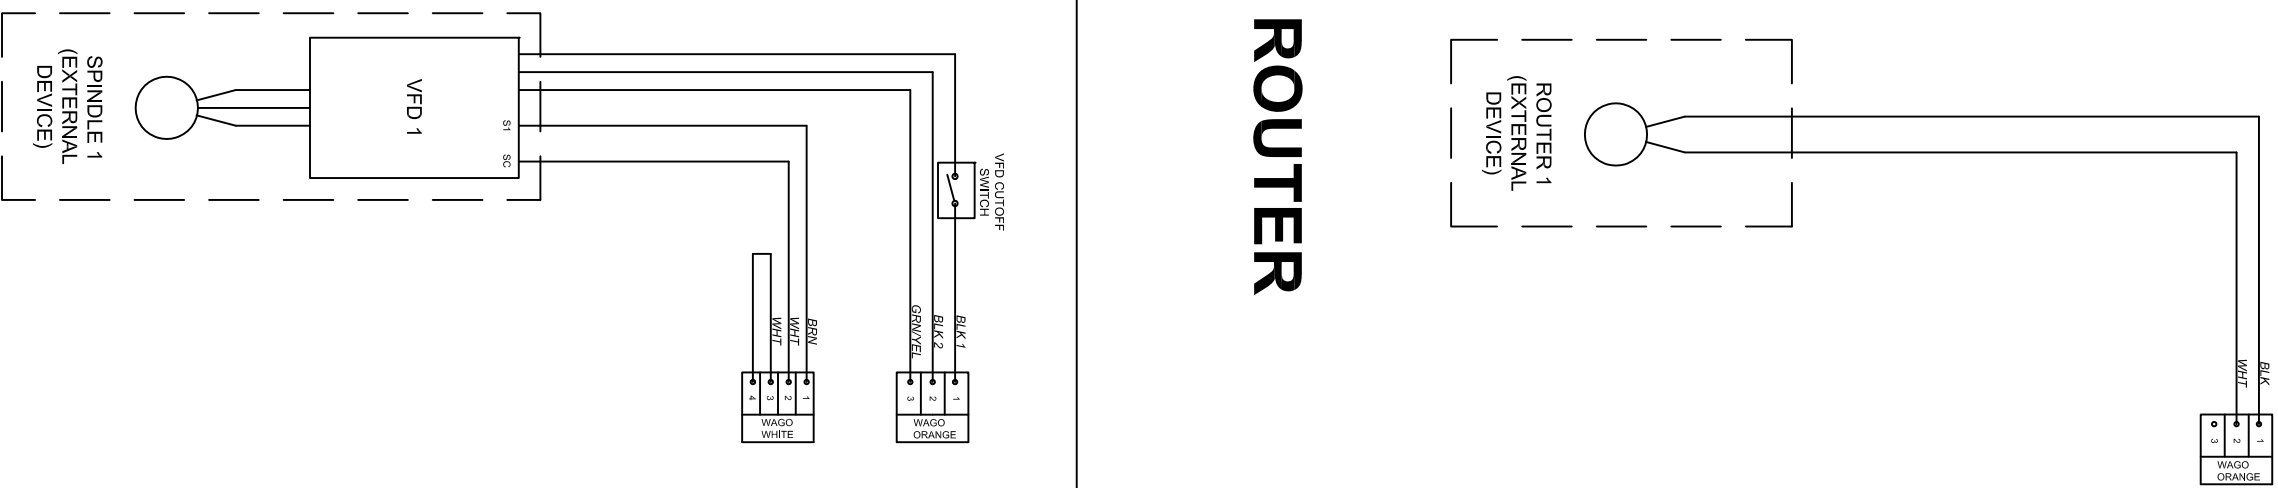 SPINDLE 1
(EXTERNAL
DEVICE)
VFD 1
S1
SC
VFD CUTOFF
SWITCH
BRN
WHT
WHT
BLK 1
BLK 2
GRN/YEL
1
2
3
4
WAGO
WHITE
1
2
3
WAGO
ORANGE
ROUTER
ROUTER 1
(EXTERNAL
DEVICE)
BLK
WHT
1
2
3
WAGO
ORANGE